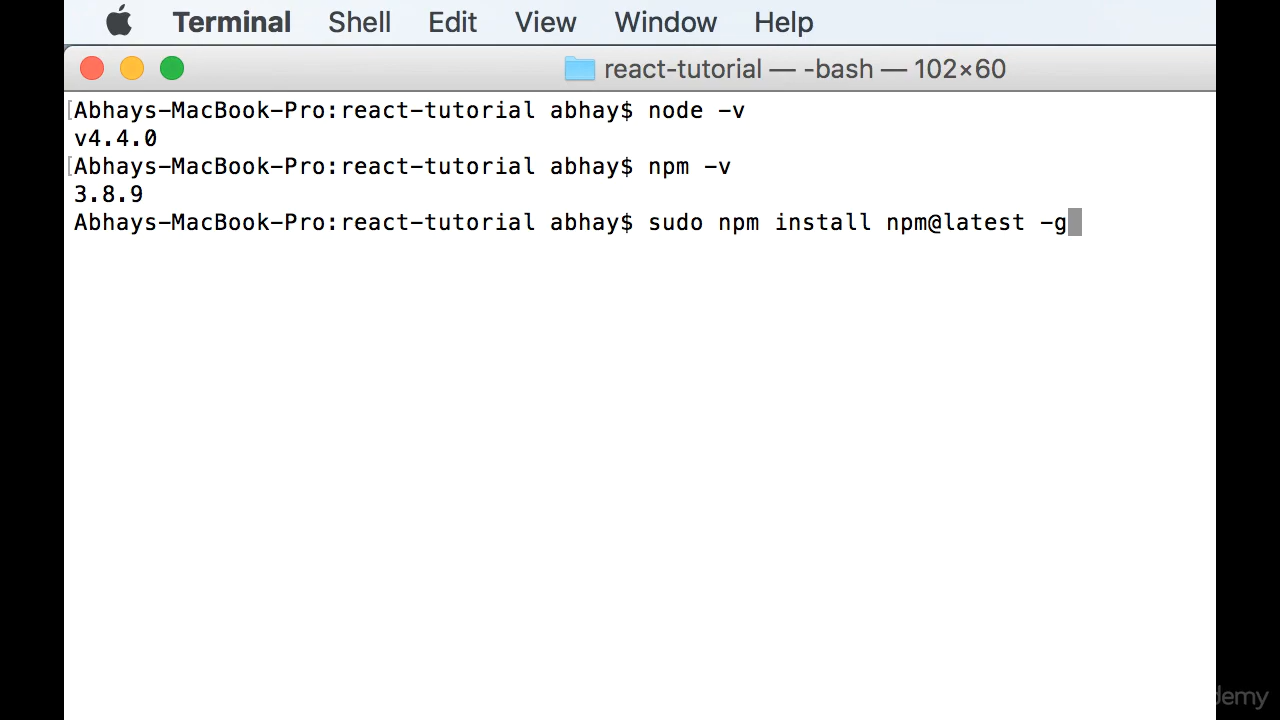 Terminal Shell Edit View Window Help
react-tutorial — -bash — 102×60
[Abhays-MacBook-Pro:react-tutorial abhay$ node -v
v4.4.0
[Abhays-MacBook-Pro:react-tutorial abhay$ npm -v
3.8.9
Abhays-MacBook-Pro:react-tutorial abhay$ sudo npm install npm@latest -g
demy